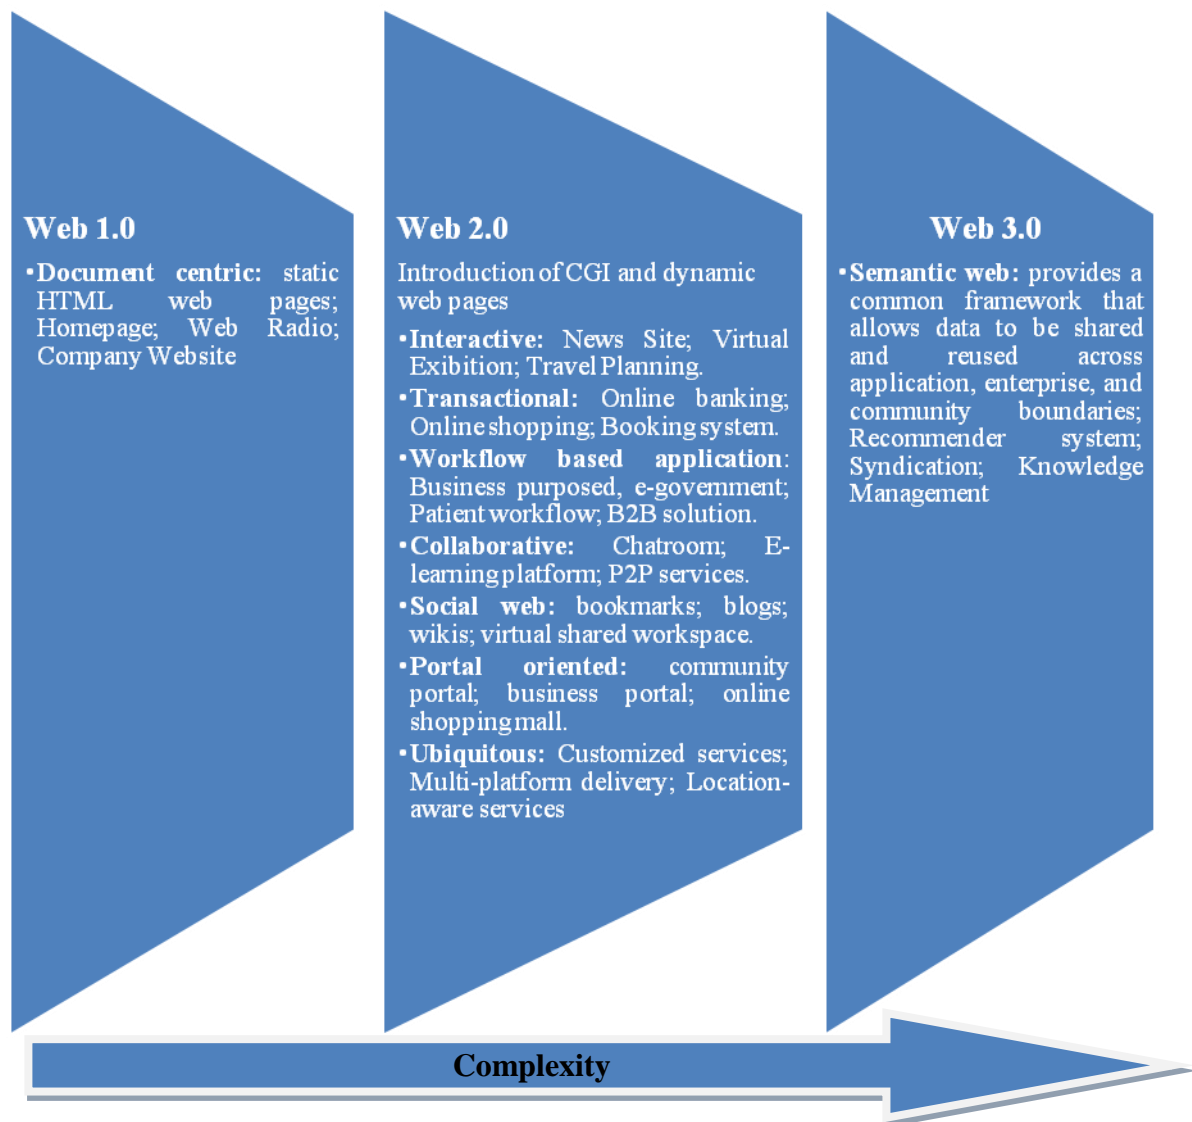 Web 1.0
•Document centric: static
HTML web pages;
Homepage; Web Radio;
Company Website
Web 2.0
Introduction of CGI and dynamic
web pages
•Interactive: News Site; Virtual
Exibition; Travel Planning.
•Transactional: Online banking;
Online shopping; Booking system.
•Workflow based application:
Business purposed, e-government;
Patient workflow; B2B solution.
•Collaborative: Chatroom; E-
learning platform; P2P services.
•Social web: bookmarks; blogs;
wikis; virtual shared workspace.
•Portal oriented: community
portal; business portal; online
shopping mall.
•Ubiquitous: Customized services;
Multi-platform delivery; Location-
aware services
Web 3.0
•Semantic web: provides a
common framework that
allows data to be shared
and reused across
application, enterprise, and
community boundaries;
Recommender system;
Syndication; Knowledge
Management
Complexity